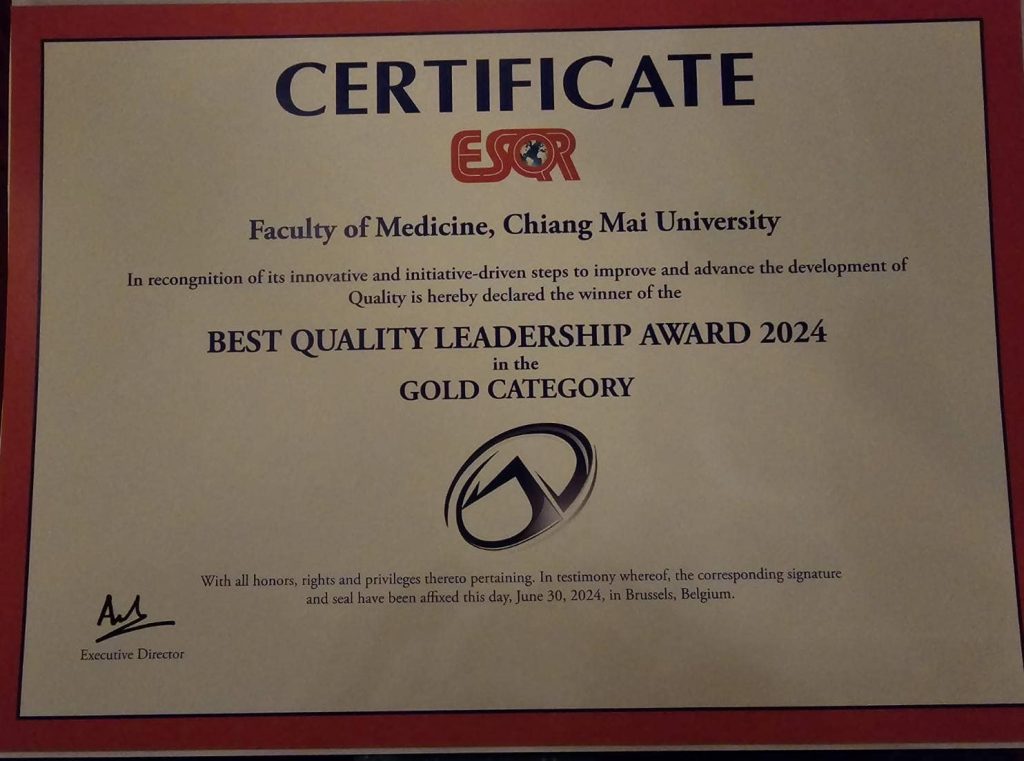 CERTIFICATE
ESQR
Faculty of Medicine, Chiang Mai University
In recongnition of its innovative and initiative-driven steps to improve and advance the development of
Quality is hereby declared the winner of the
BEST QUALITY LEADERSHIP AWARD 2024
in the
GOLD CATEGORY
With all honors, rights and privileges thereto pertaining. In testimony whereof, the corresponding signature
and seal have been affixed this day, June 30, 2024, in Brussels, Belgium.
Executive Director